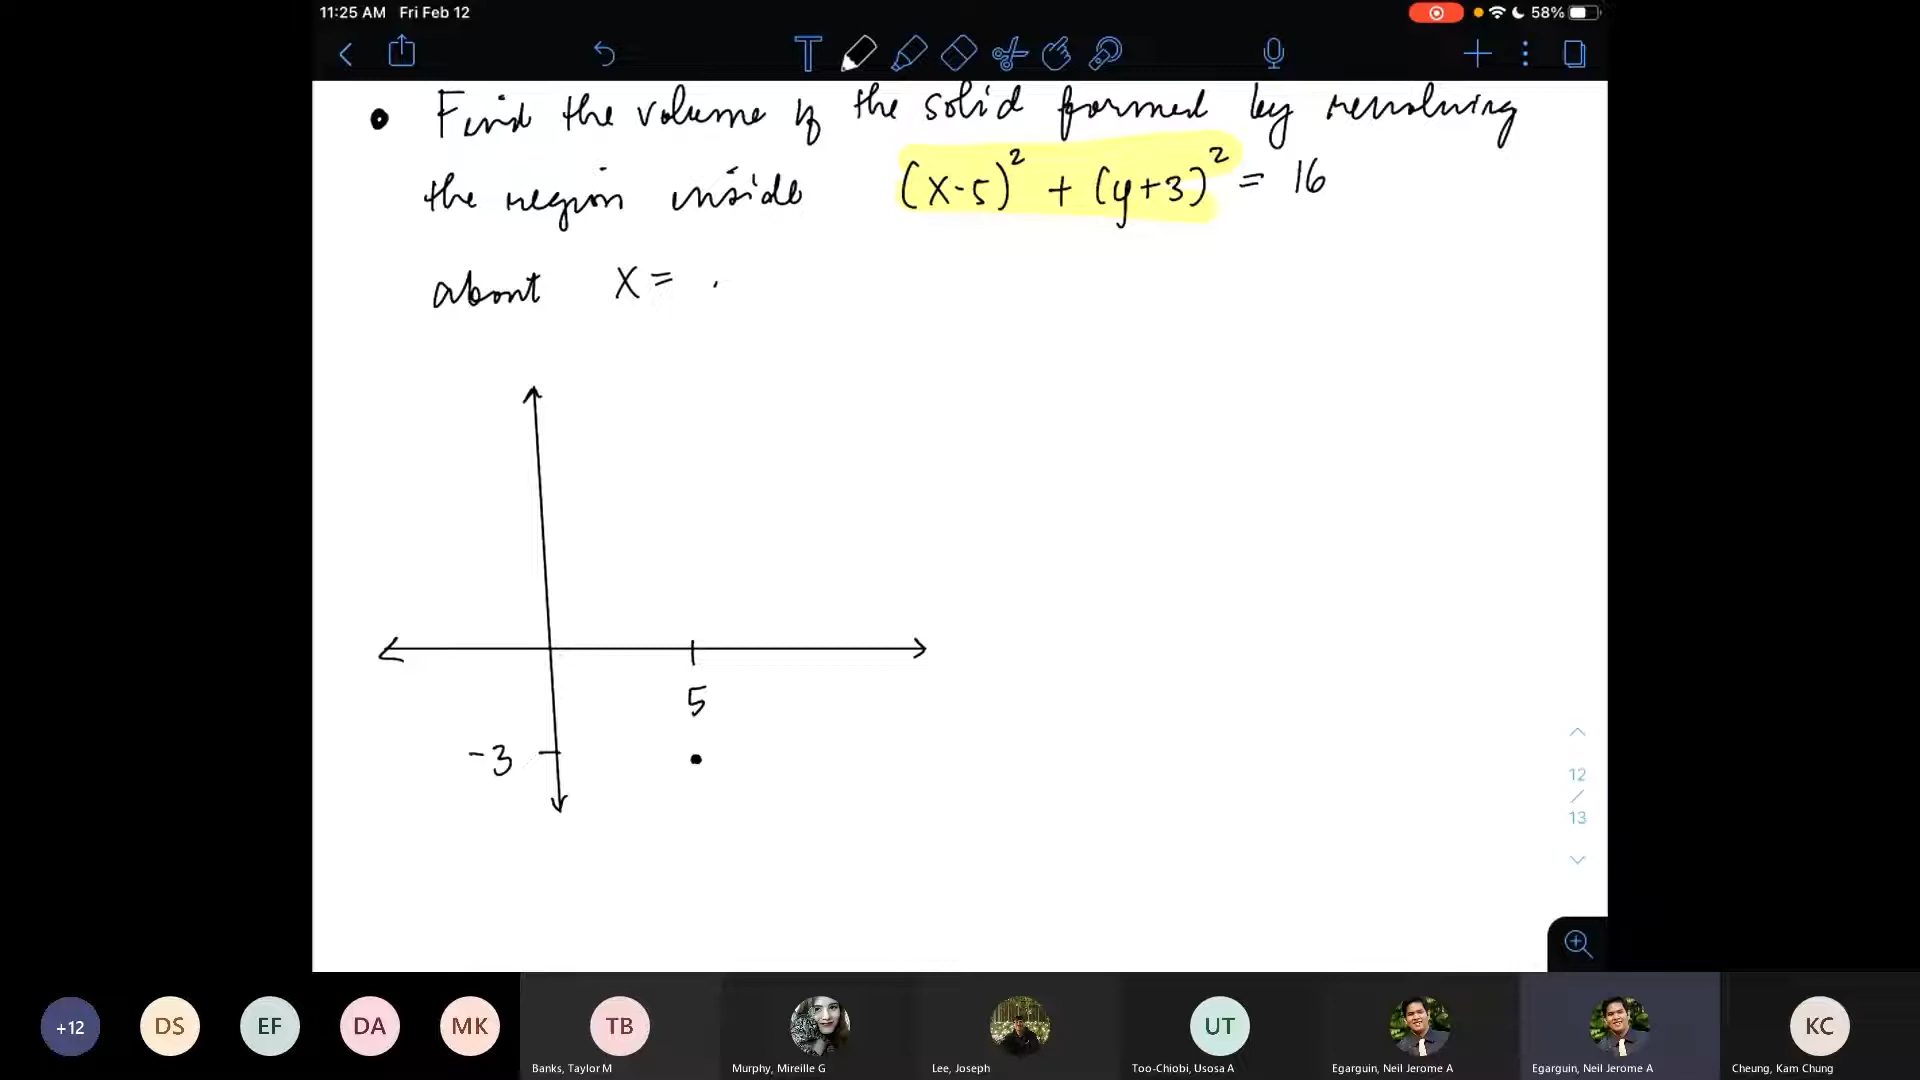 11:25 AM Fri Feb 12
58%
• Find the volume of the solid formed by revolving
the region inside (x-5)² + (y+3)² = 16
about x =
5
-3
12
/
13
+12
DS
EF
DA
MK
TB
UT
KC
Banks, Taylor M
Murphy, Mireille G
Lee, Joseph
Too-Chiobi, Usosa A
Egarguin, Neil Jerome A
Egarguin, Neil Jerome A
Cheung, Kam Chung